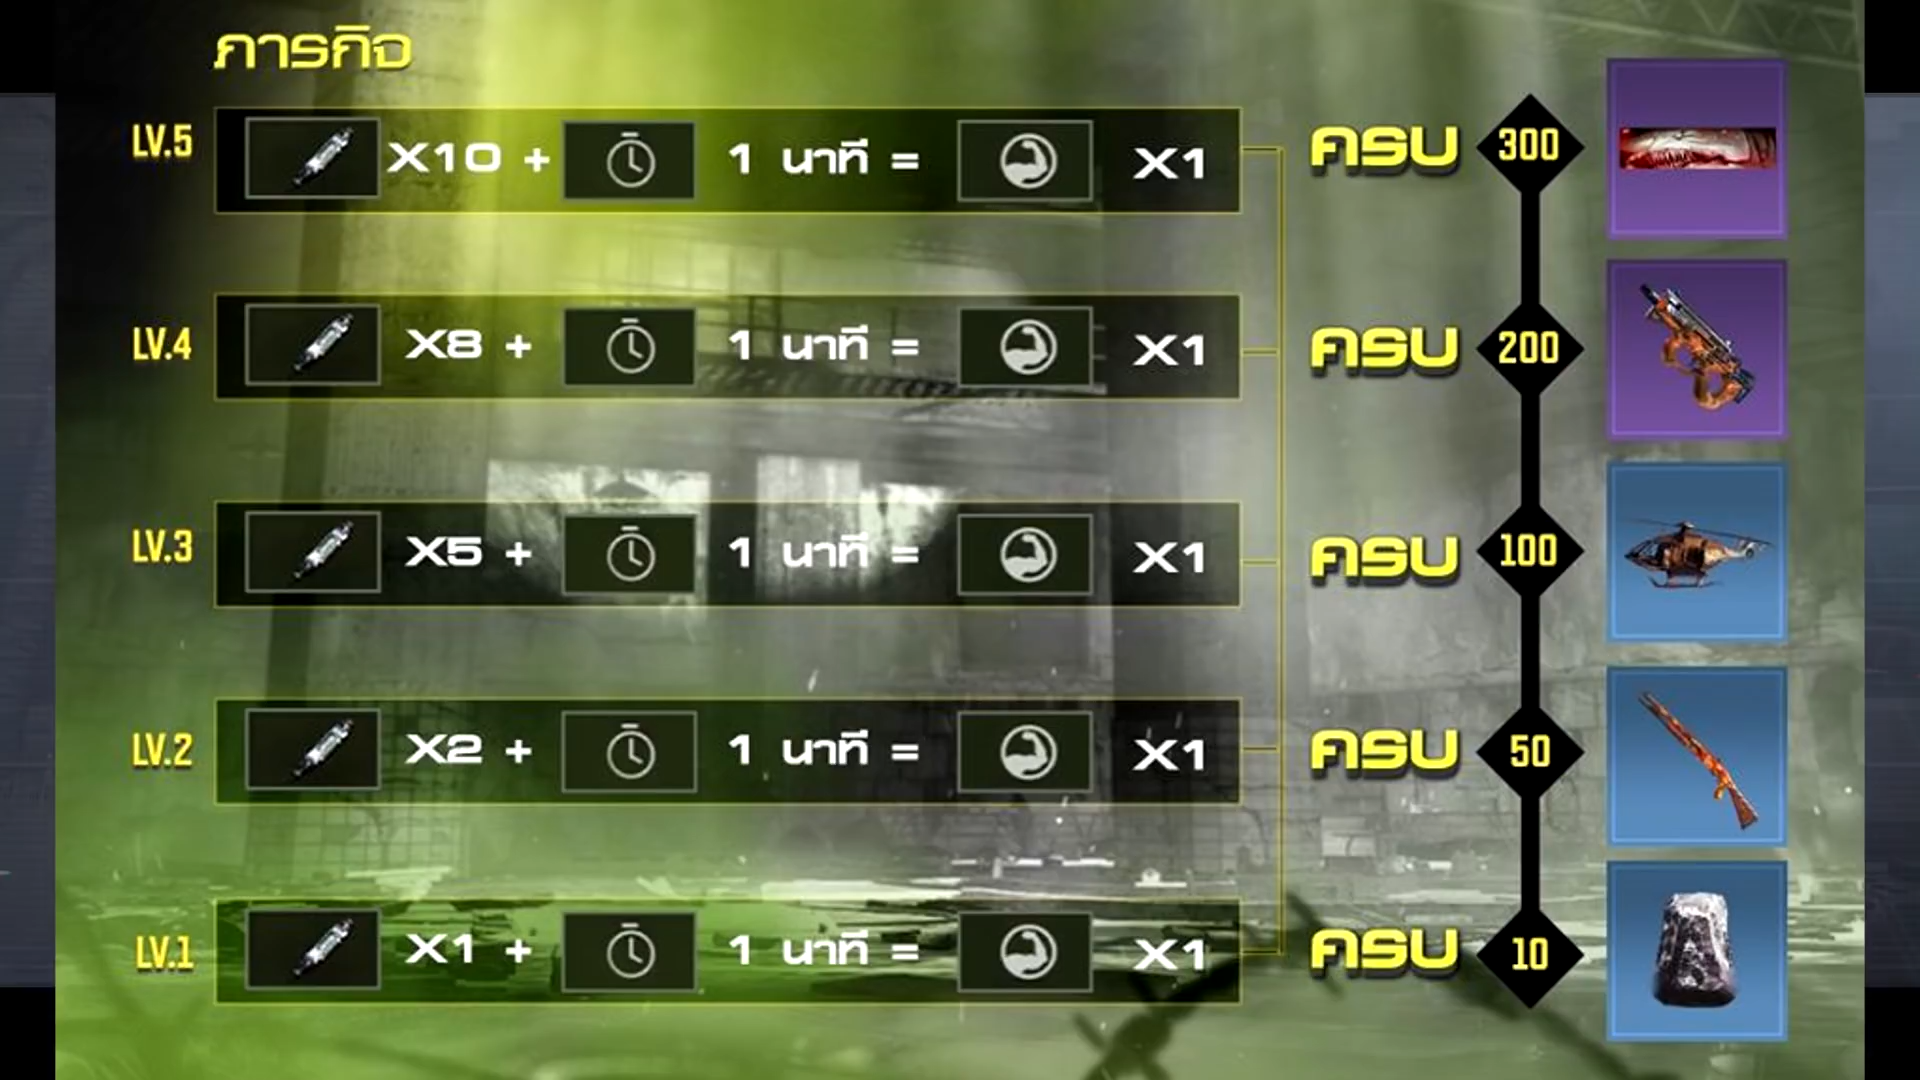 ภารกิจ
LV.5 X10 + 1 นาที = X1 ครบ 300
LV.4 X8 + 1 นาที = X1 ครบ 200
LV.3 X5 + 1 นาที = X1 ครบ 100
LV.2 X2 + 1 นาที = X1 ครบ 50
LV.1 X1 + 1 นาที = X1 ครบ 10